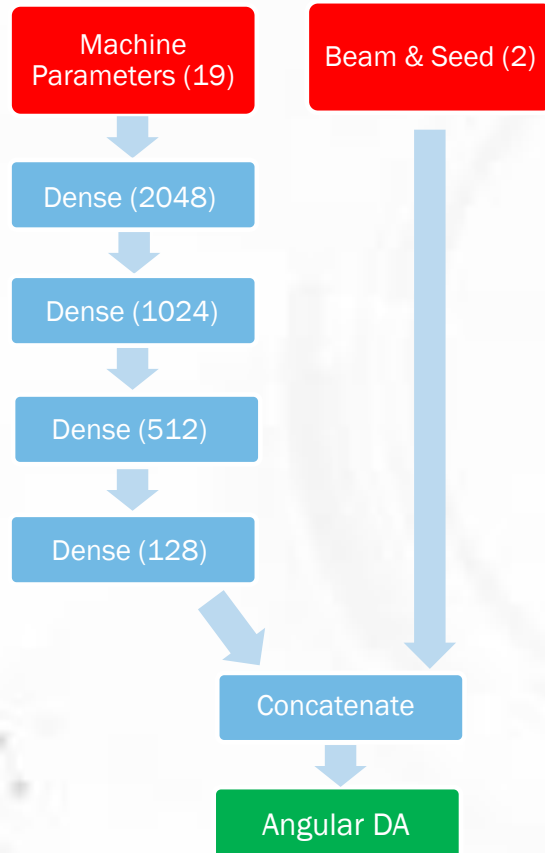 Machine
Parameters (19)
Beam & Seed (2)
Dense (2048)
Dense (1024)
Dense (512)
Dense (128)
Concatenate
Angular DA